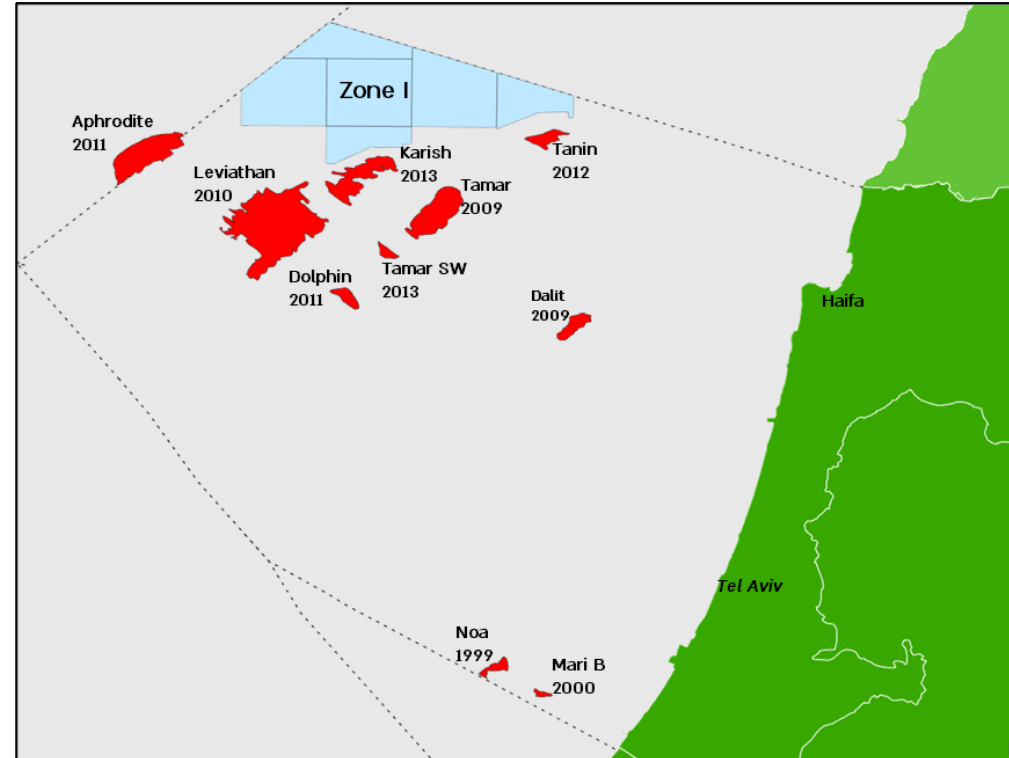 Zone I
Aphrodite
2011
Tanin
2012
Karish
2013
Leviathan
2010
Tamar
2009
Tamar SW
2013
Dolphin
2011
Dalit
2009
Haifa
Tel Aviv
Noa
1999
Mari B
2000